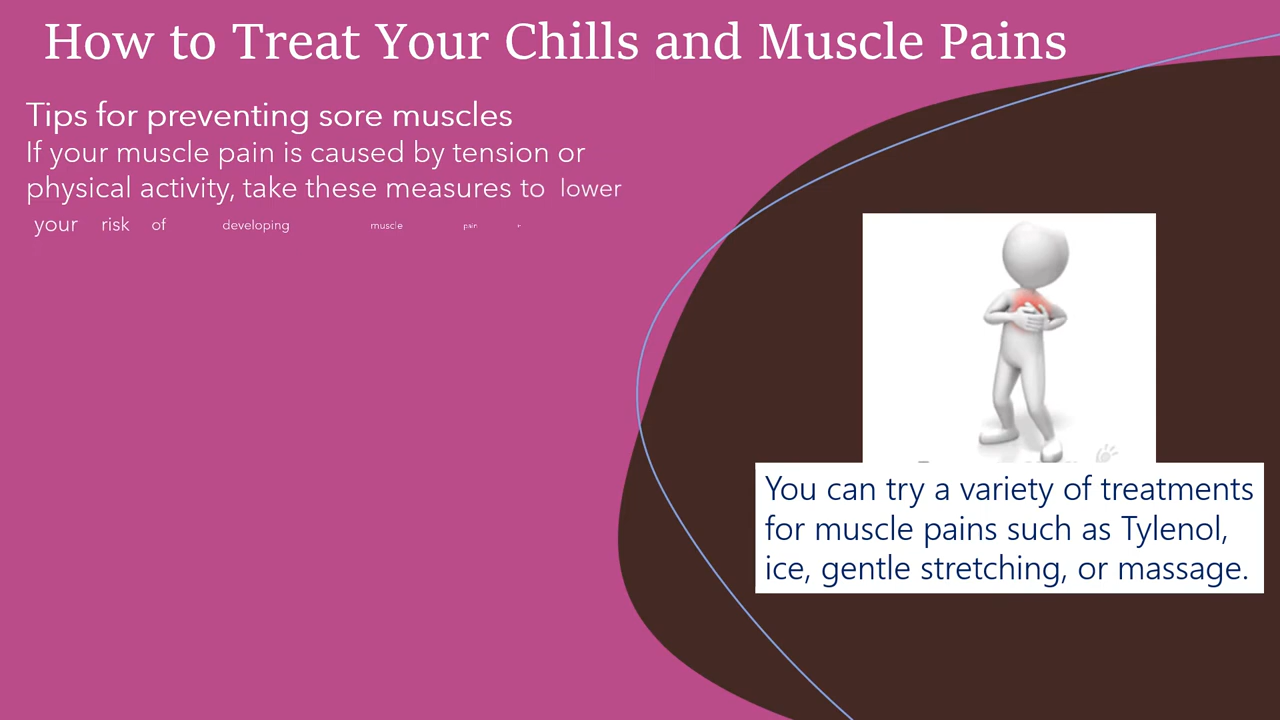 How to Treat Your Chills and Muscle Pains
Tips for preventing sore muscles
If your muscle pain is caused by tension or
physical activity, take these measures to lower
your risk of developing muscle pain
You can try a variety of treatments
for muscle pains such as Tylenol,
ice, gentle stretching, or massage.